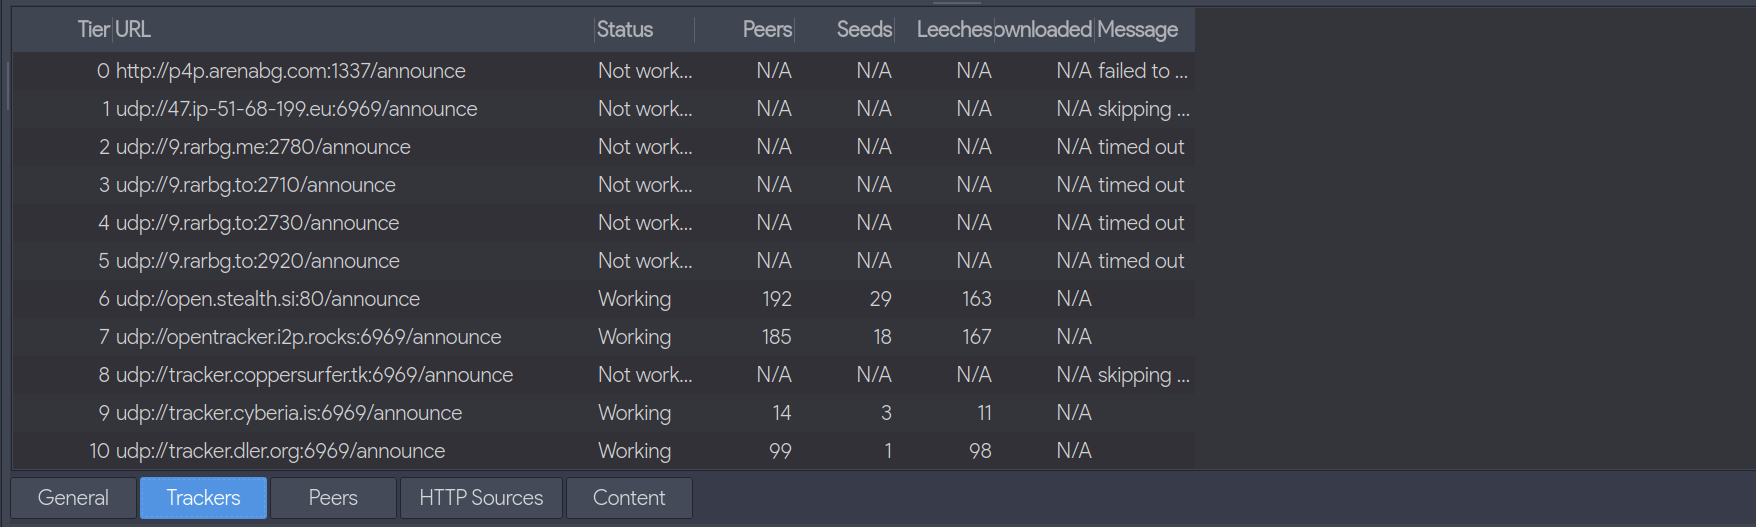 Tier URL Status Peers Seeds Leeches ownloaded Message
0 http://p4p.arenabg.com:1337/announce Not work... N/A N/A N/A N/A failed to ...
1 udp://47.ip-51-68-199.eu:6969/announce Not work... N/A N/A N/A N/A skipping ...
2 udp://9.rarbg.me:2780/announce Not work... N/A N/A N/A N/A timed out
3 udp://9.rarbg.to:2710/announce Not work... N/A N/A N/A N/A timed out
4 udp://9.rarbg.to:2730/announce Not work... N/A N/A N/A N/A timed out
5 udp://9.rarbg.to:2920/announce Not work... N/A N/A N/A N/A timed out
6 udp://open.stealth.si:80/announce Working 192 29 163 N/A
7 udp://opentracker.i2p.rocks:6969/announce Working 185 18 167 N/A
8 udp://tracker.coppersurfer.tk:6969/announce Not work... N/A N/A N/A N/A skipping ...
9 udp://tracker.cyberia.is:6969/announce Working 14 3 11 N/A
10 udp://tracker.dler.org:6969/announce Working 99 1 98 N/A
General Trackers Peers HTTP Sources Content